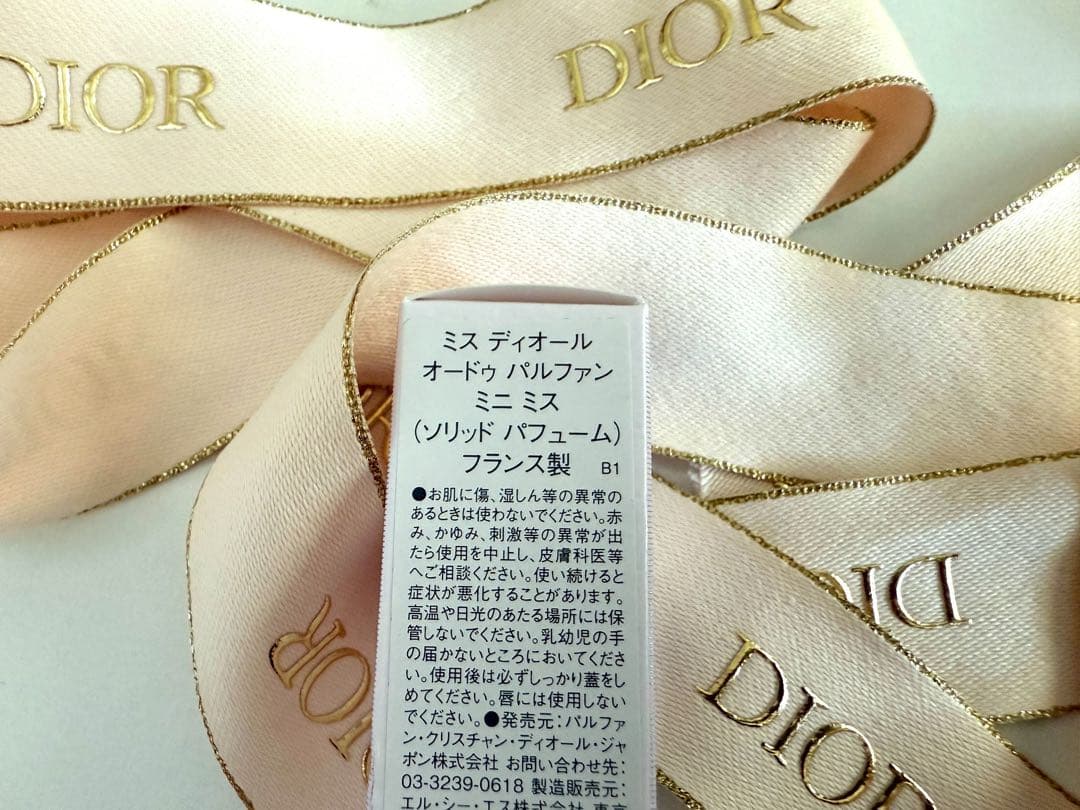 DIOR
DIOR
ミス ディオール
オードゥ パルファン
ミニ ミス
(ソリッド パフューム)
フランス製 B1
●お肌に傷、湿しん等の異常の
あるときは使わないでください。赤
み、かゆみ、刺激等の異常が出
たら使用を中止し、皮膚科医等
へご相談ください。使い続けると
症状が悪化することがあります。
高温や日光のあたる場所には保
管しないでください。乳幼児の手
の届かないところにおいてくださ
い。使用後は必ずしっかり蓋をし
めてください。唇には使用しない
でください。●発売元:パルファ
ン・クリスチャン・ディオール・ジャ
ポン株式会社 お問い合わせ先:
03-3239-0618 製造販売元:
エル・シー・エス株式会社 東京
DIOR
DIOR
DIOR